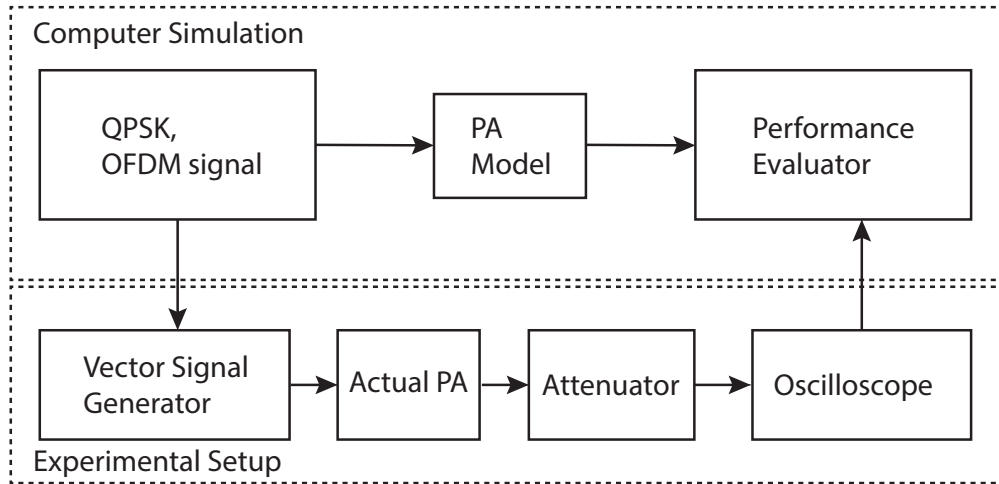 Computer Simulation
QPSK,
OFDM signal
PA
Model
Performance
Evaluator
Vector Signal
Generator
Actual PA
Attenuator
Oscilloscope
Experimental Setup